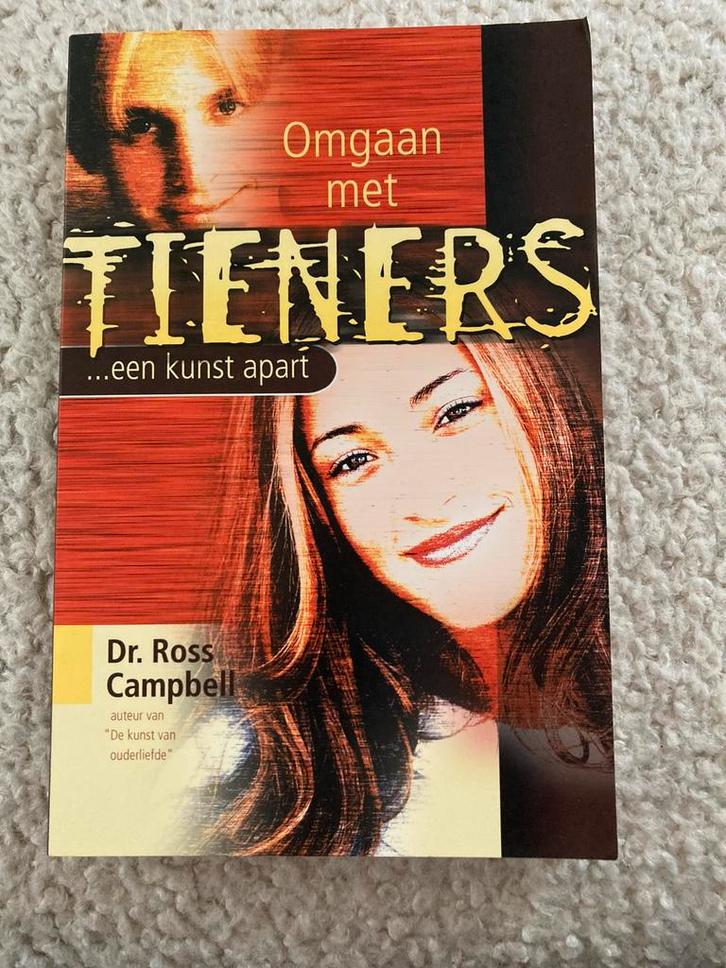 Omgaan
met
TIENERS
...een kunst apart
Dr. Ross
Campbell
auteur van
"De kunst van
ouderliefde"